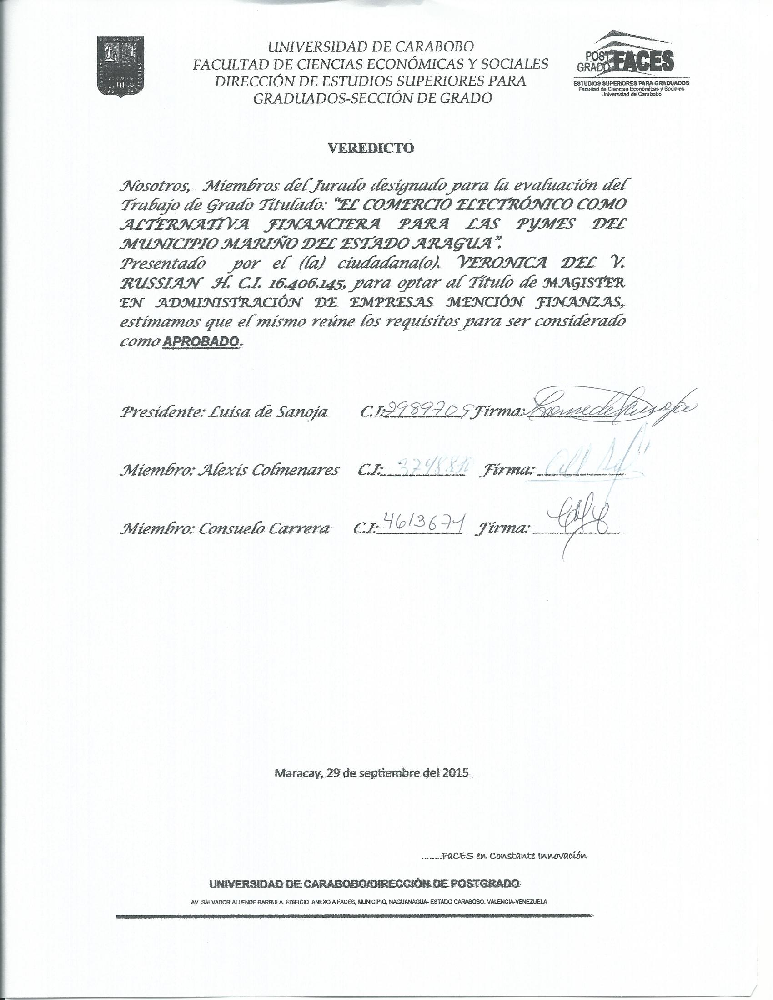 UNIVERSIDAD DE CARABOBO
FACULTAD DE CIENCIAS ECONÓMICAS Y SOCIALES
DIRECCIÓN DE ESTUDIOS SUPERIORES PARA
GRADUADOS-SECCIÓN DE GRADO
POST
GRADO FACES
ESTUDIOS SUPERIORES PARA GRADUADOS
Facultad de Ciencias Económicas y Sociales
Universidad de Carabobo
VEREDICTO
Nosotros, Miembros del Jurado designado para la evaluación del
Trabajo de Grado Titulado: “EL COMERCIO ELECTRÓNICO COMO
ALTERNATIVA FINANCIERA PARA LAS PYMES DEL
MUNICIPIO MARIÑO DEL ESTADO ARAGUA”.
Presentado por el (la) ciudadana(o). VERONICA DEL V.
RUSSIAN H. C.I. 16.406.145, para optar al Título de MAGISTER
EN ADMINISTRACIÓN DE EMPRESAS MENCIÓN FINANZAS,
estimamos que el mismo reúne los requisitos para ser considerado
como APROBADO.
Presidente: Luisa de Sanoja C.I: 2989709 Firma:
Miembro: Alexis Colmenares C.I: Firma:
Miembro: Consuelo Carrera C.I: 4613671 Firma:
Maracay, 29 de septiembre del 2015
........FaCES en Constante Innovación
UNIVERSIDAD DE CARABOBO/DIRECCIÓN DE POSTGRADO
AV. SALVADOR ALLENDE BARBULA. EDIFICIO ANEXO A FACES, MUNICIPIO, NAGUANAGUA- ESTADO CARABOBO. VALENCIA-VENEZUELA